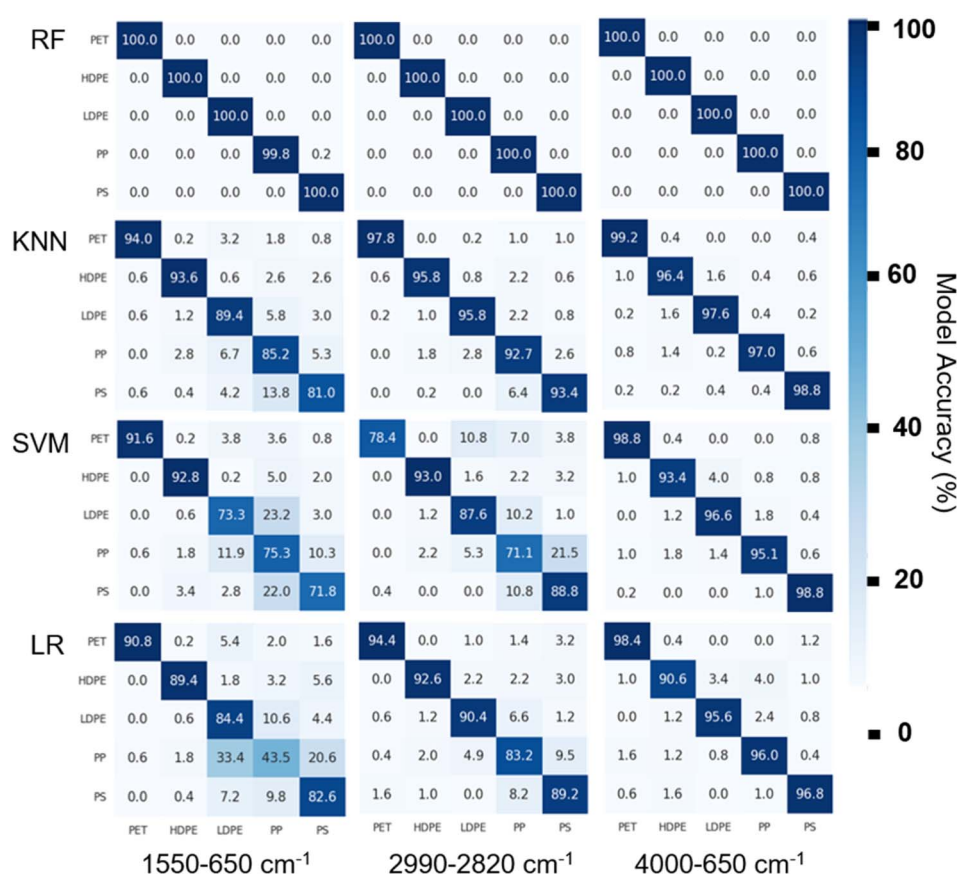 RF PET 100.0 0.0 0.0 0.0 0.0 100.0 0.0 0.0 0.0 0.0 100.0 0.0 0.0 0.0 0.0 100
HDPE 0.0 100.0 0.0 0.0 0.0 0.0 100.0 0.0 0.0 0.0 0.0 100.0 0.0 0.0 0.0
LDPE 0.0 0.0 100.0 0.0 0.0 0.0 0.0 100.0 0.0 0.0 0.0 0.0 100.0 0.0 0.0
PP 0.0 0.0 0.0 99.8 0.2 0.0 0.0 0.0 100.0 0.0 0.0 0.0 0.0 100.0 0.0 80
PS 0.0 0.0 0.0 0.0 100.0 0.0 0.0 0.0 0.0 100.0 0.0 0.0 0.0 0.0 100.0
KNN PET 94.0 0.2 3.2 1.8 0.8 97.8 0.0 0.2 1.0 1.0 99.2 0.4 0.0 0.0 0.4
HDPE 0.6 93.6 0.6 2.6 2.6 0.6 95.8 0.8 2.2 0.6 1.0 96.4 1.6 0.4 0.6 60
LDPE 0.6 1.2 89.4 5.8 3.0 0.2 1.0 95.8 2.2 0.8 0.2 1.6 97.6 0.4 0.2
PP 0.0 2.8 6.7 85.2 5.3 0.0 1.8 2.8 92.7 2.6 0.8 1.4 0.2 97.0 0.6
PS 0.6 0.4 4.2 13.8 81.0 0.0 0.2 0.0 6.4 93.4 0.2 0.2 0.4 0.4 98.8
Model Accuracy (%)
SVM PET 91.6 0.2 3.8 3.6 0.8 78.4 0.0 10.8 7.0 3.8 98.8 0.4 0.0 0.0 0.8 40
HDPE 0.0 92.8 0.2 5.0 2.0 0.0 93.0 1.6 2.2 3.2 1.0 93.4 4.0 0.8 0.8
LDPE 0.0 0.6 73.3 23.2 3.0 0.0 1.2 87.6 10.2 1.0 0.0 1.2 96.6 1.8 0.4
PP 0.6 1.8 11.9 75.3 10.3 0.0 2.2 5.3 71.1 21.5 1.0 1.8 1.4 95.1 0.6
PS 0.0 3.4 2.8 22.0 71.8 0.4 0.0 0.0 10.8 88.8 0.2 0.0 0.0 1.0 98.8 20
LR PET 90.8 0.2 5.4 2.0 1.6 94.4 0.0 1.0 1.4 3.2 98.4 0.4 0.0 0.0 1.2
HDPE 0.0 89.4 1.8 3.2 5.6 0.0 92.6 2.2 2.2 3.0 1.0 90.6 3.4 4.0 1.0
LDPE 0.0 0.6 84.4 10.6 4.4 0.6 1.2 90.4 6.6 1.2 0.0 1.2 95.6 2.4 0.8 0
PP 0.6 1.8 33.4 43.5 20.6 0.4 2.0 4.9 83.2 9.5 1.6 1.2 0.8 96.0 0.4
PS 0.0 0.4 7.2 9.8 82.6 1.6 1.0 0.0 8.2 89.2 0.6 1.6 0.0 1.0 96.8
PET HDPE LDPE PP PS PET HDPE LDPE PP PS PET HDPE LDPE PP PS
1550-650 cm⁻¹ 2990-2820 cm⁻¹ 4000-650 cm⁻¹